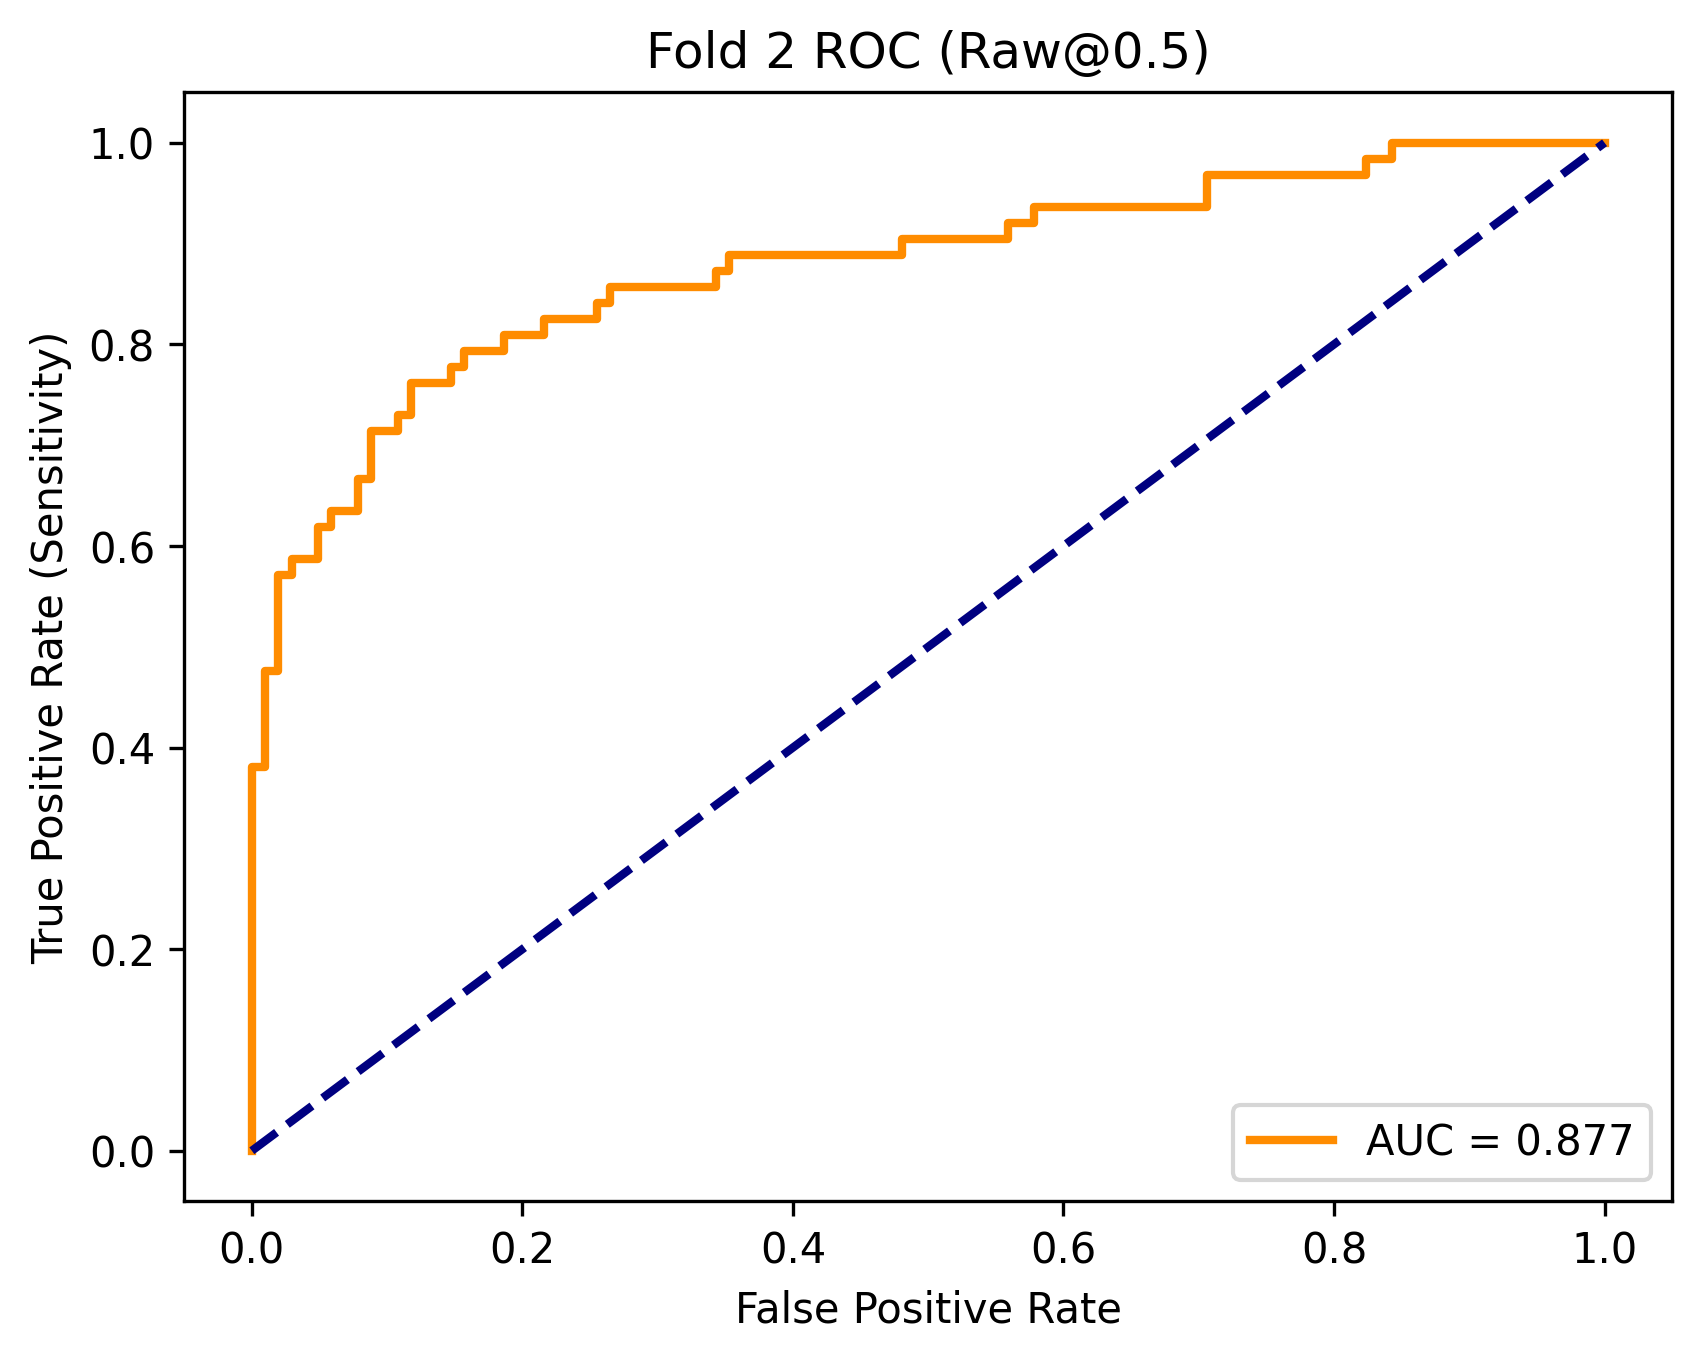 Fold 2 ROC (Raw@0.5)
True Positive Rate (Sensitivity)
1.0
0.8
0.6
0.4
0.2
0.0
AUC = 0.877
0.0 0.2 0.4 0.6 0.8 1.0
False Positive Rate